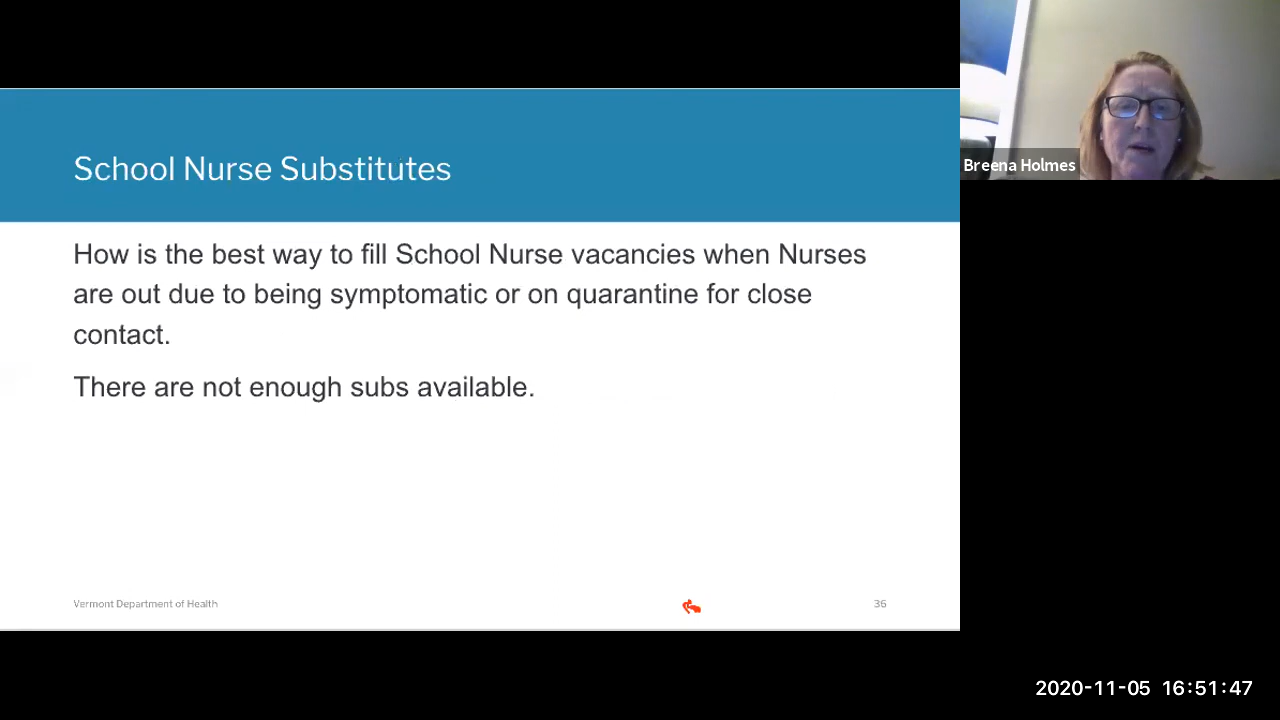 School Nurse Substitutes
How is the best way to fill School Nurse vacancies when Nurses
are out due to being symptomatic or on quarantine for close
contact.
There are not enough subs available.
Vermont Department of Health
36
Breena Holmes
2020-11-05 16:51:47